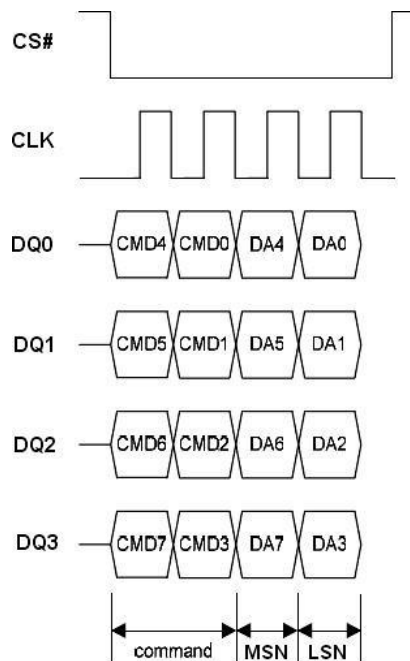 CS#
CLK
DQ0 CMD4 CMD0 DA4 DA0
DQ1 CMD5 CMD1 DA5 DA1
DQ2 CMD6 CMD2 DA6 DA2
DQ3 CMD7 CMD3 DA7 DA3
command MSN LSN